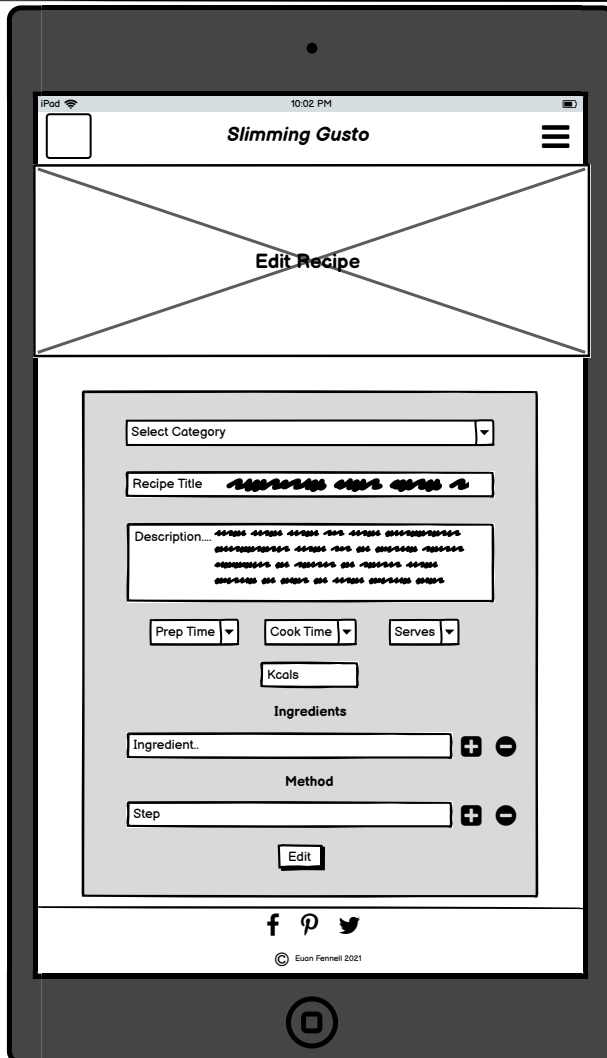 iPad 10:02 PM
Slimming Gusto
Edit Recipe
Select Category
Recipe Title
Description....
Prep Time Cook Time Serves
Kcals
Ingredients
Ingredient..
Method
Step
Edit
© Euan Fennell 2021